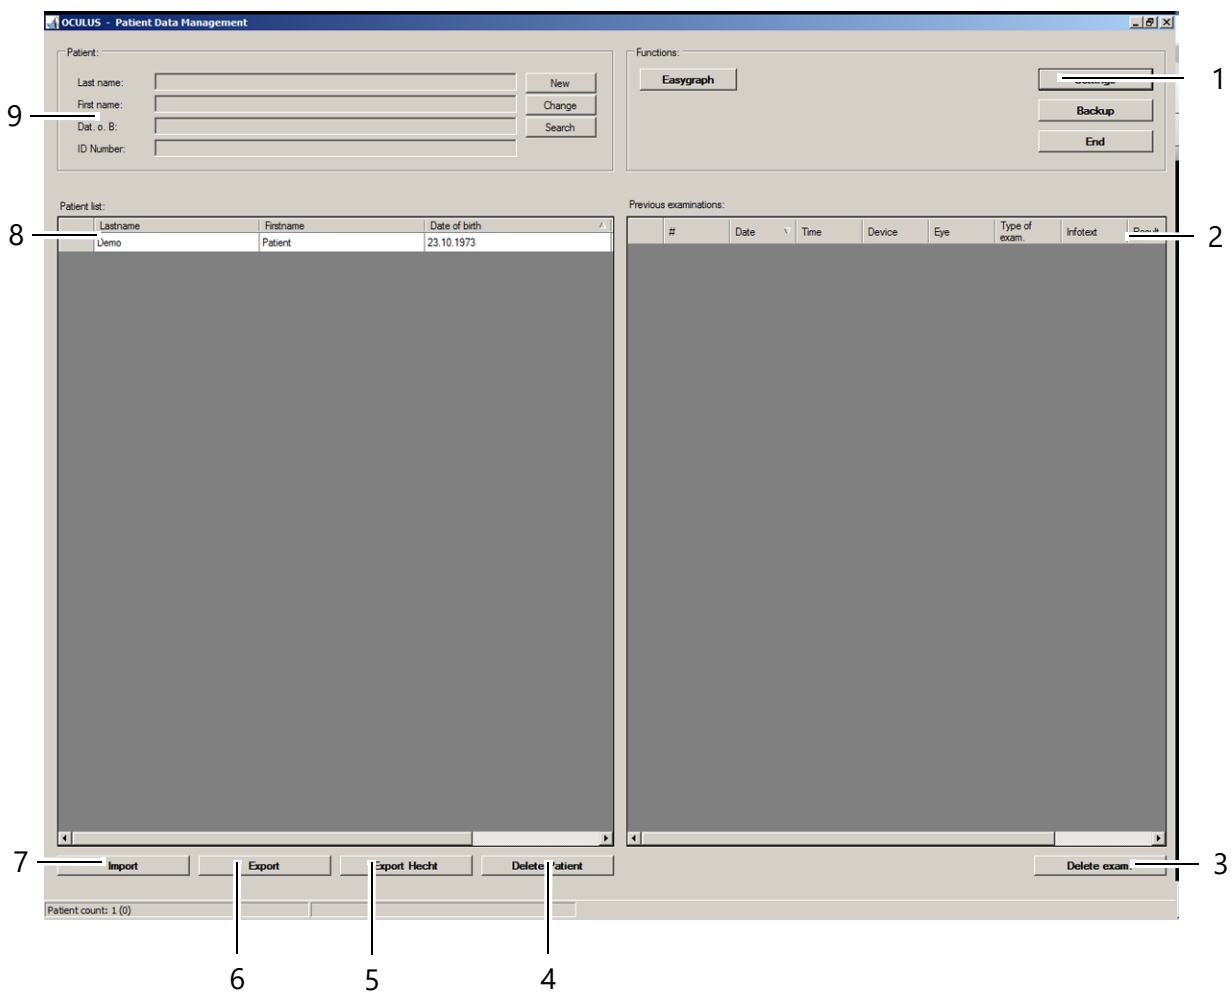 OCULUS - Patient Data Management
Patient:
Last name:
New
First name:
Change
Dat. o. B:
Search
ID Number:
9
Functions:
Easygraph
Settings
1
Backup
End
Patient list:
Lastname Firstname Date of birth
Demo Patient 23.10.1973
8
Previous examinations:
# Date Time Device Eye Type of exam. Infotext Result
2
7
Import Export Export Hecht Delete Patient
Delete exam.
3
Patient count: 1 (0)
6 5 4